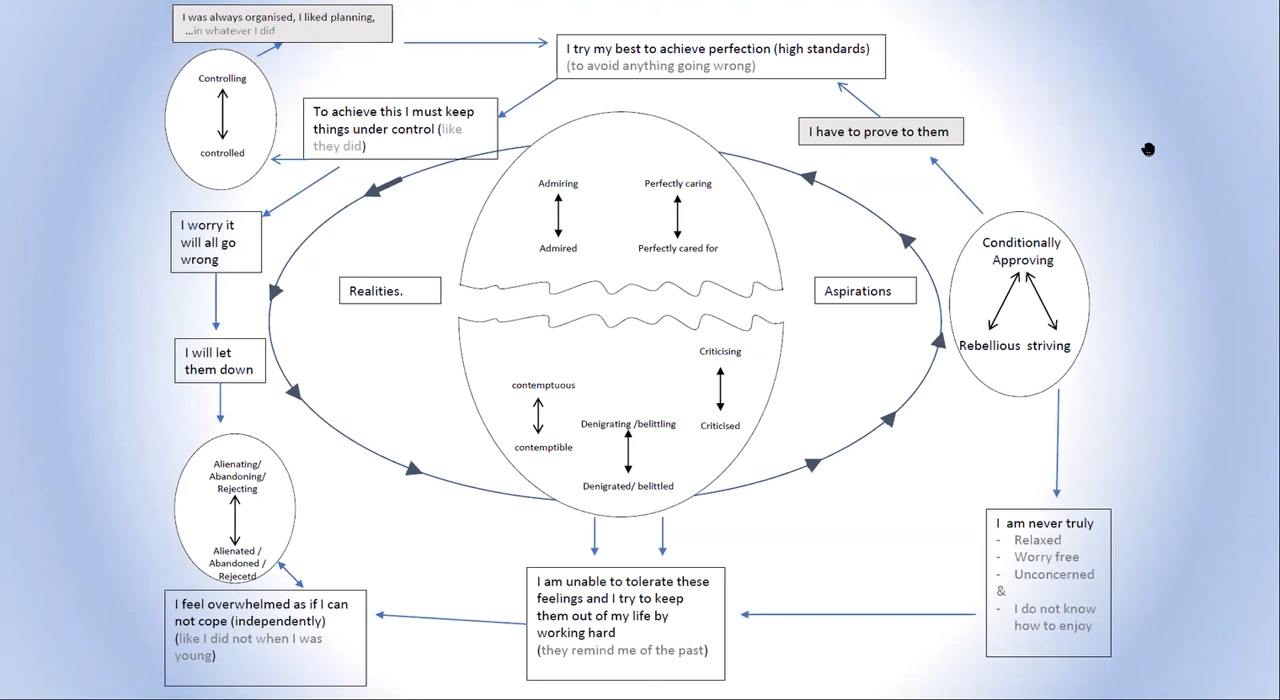 I was always organised, I liked planning,
...in whatever I did
Controlling
controlled
I try my best to achieve perfection (high standards)
(to avoid anything going wrong)
To achieve this I must keep
things under control (like
they did)
I have to prove to them
I worry it
will all go
wrong
Admiring
Admired
Perfectly caring
Perfectly cared for
Conditionally
Approving
Rebellious striving
Realities.
Aspirations
I will let
them down
Criticising
Criticised
contemptuous
contemptible
Denigrating /belittling
Denigrated/ belittled
Alienating/
Abandoning/
Rejecting
Alienated /
Abandoned /
Rejecetd
I feel overwhelmed as if I can
not cope (independently)
(like I did not when I was
young)
I am unable to tolerate these
feelings and I try to keep
them out of my life by
working hard
(they remind me of the past)
I am never truly
- Relaxed
- Worry free
- Unconcerned
&
- I do not know
how to enjoy